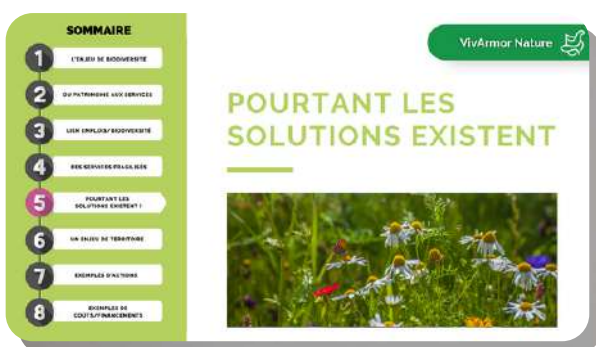 SOMMAIRE
1
L'ENJEU DE BIODIVERSITÉ
2
DU PATRIMOINE AUX SERVICES
3
LIEN EMPLOIS/BIODIVERSITÉ
4
DES SERVICES FRAGILISÉS
5
POURTANT LES
SOLUTIONS EXISTENT !
6
UN ENJEU DE TERRITOIRE
7
EXEMPLES D'ACTIONS
8
EXEMPLES DE
COÛTS/FINANCEMENTS
VivArmor Nature
POURTANT LES
SOLUTIONS EXISTENT